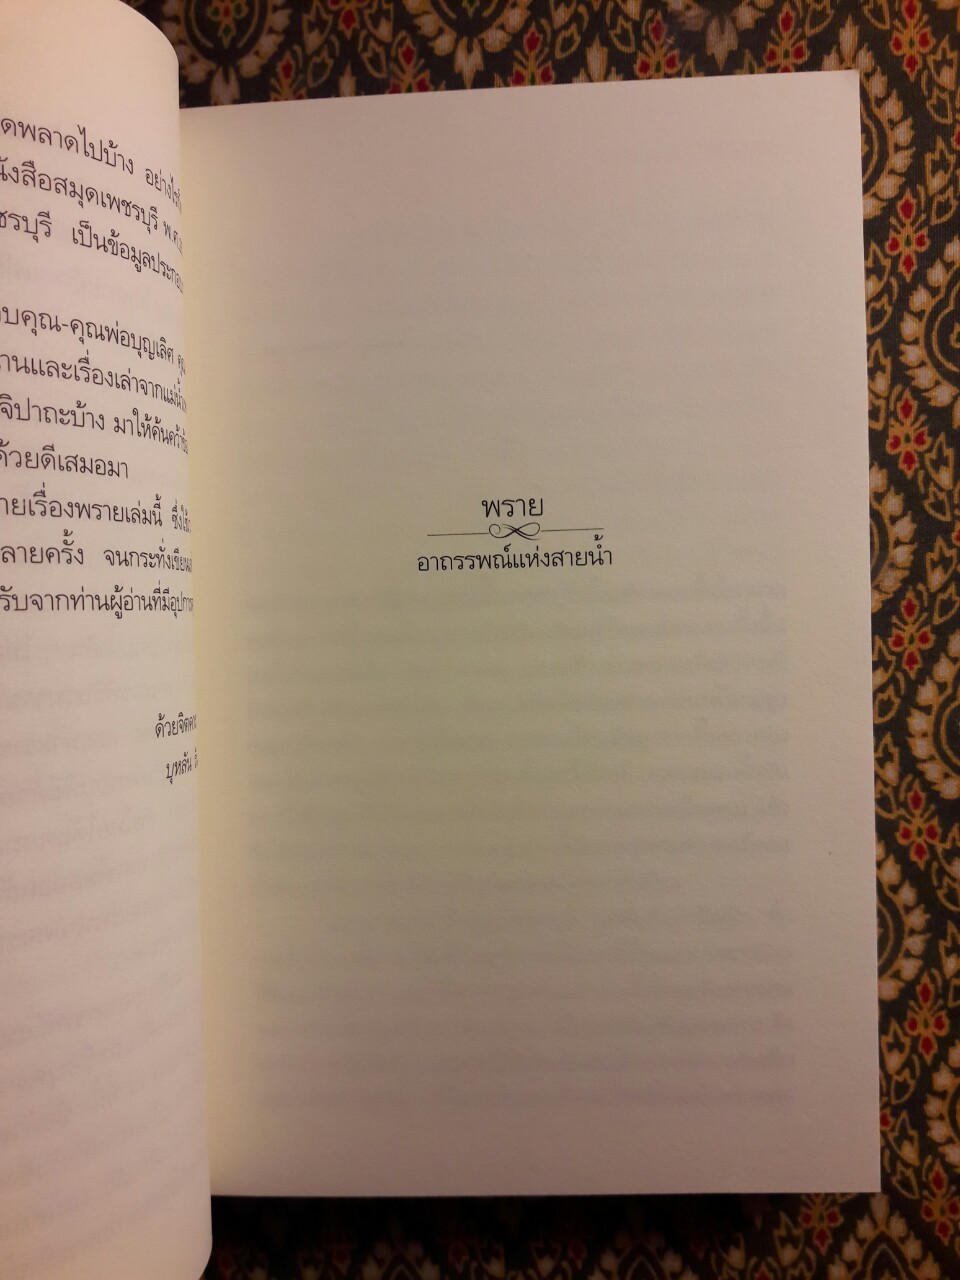 ดพลาดไปบ้าง
นังสือสมุดเพชรบุรี พ.ศ.
ชรบุรี เป็นข้อมูลประกอบ
อบคุณ-คุณพ่อบุญเลิศ คุณ
านและเรื่องเล่าจากแม่น้ำ
จิปาถะบ้าง มาให้ค้นคว้า
ด้วยดีเสมอมา
ายเรื่องพรายเล่มนี้ ซึ่งใช้
ลายครั้ง จนกระทั่งเขียน
รับจากท่านผู้อ่านที่มีอุปการ
ด้วยจิต
บุหลัน
พราย
อาถรรพณ์แห่งสายน้ำ